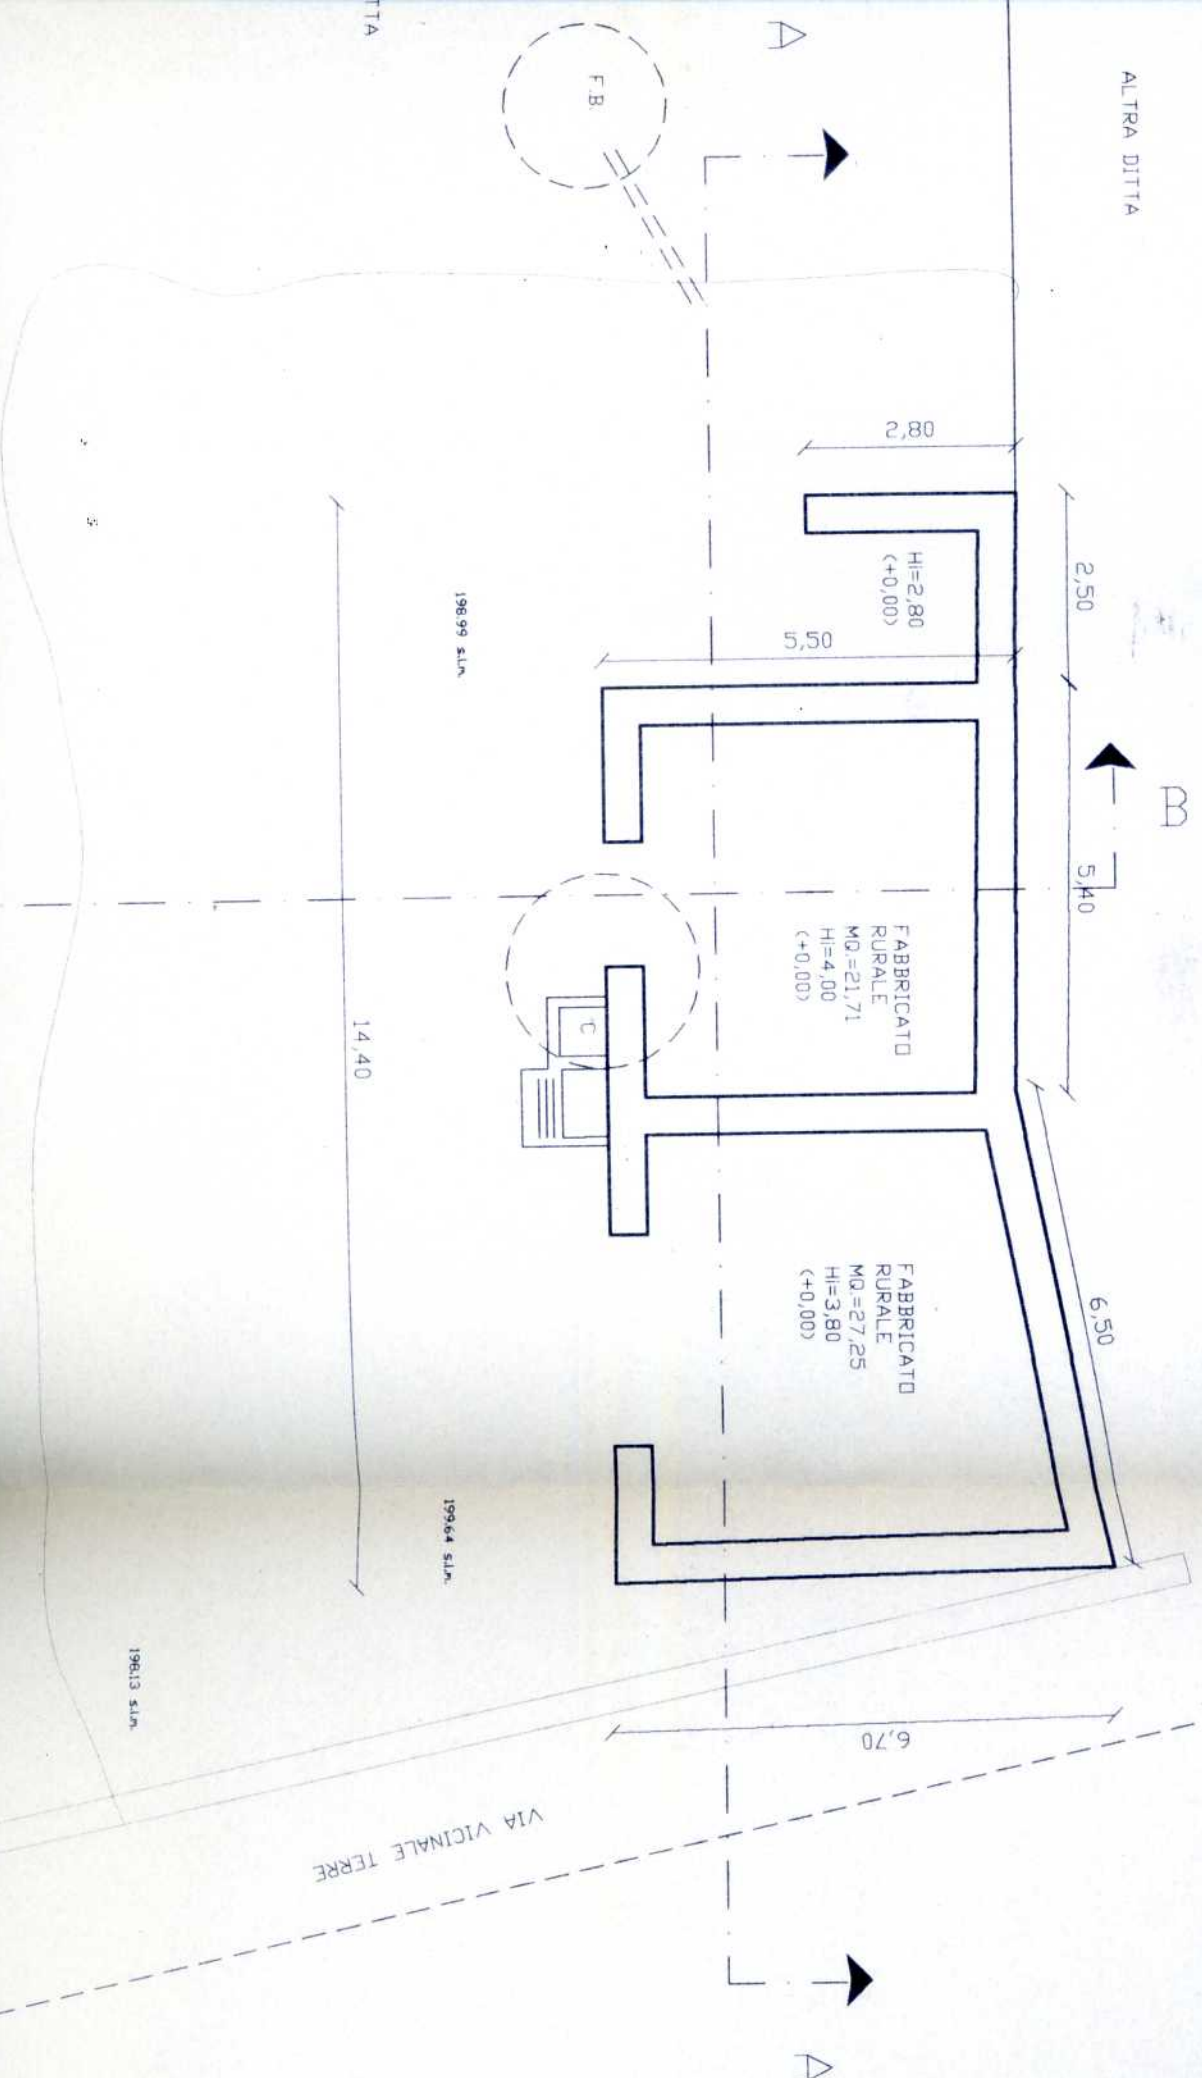 ALTRA DITTA
TTA
A
F.B.
2,80
2,50
Hi=2,80
(+0,00)
5,50
B
5,40
198.99 s.l.m.
FABBRICATO
RURALE
MQ.=21,71
Hi=4,00
(+0,00)
C
14,40
6,50
FABBRICATO
RURALE
MQ.=27,25
Hi=3,80
(+0,00)
199.64 s.l.m.
198.13 s.l.m.
6,70
VIA VICINALE TERRE
A